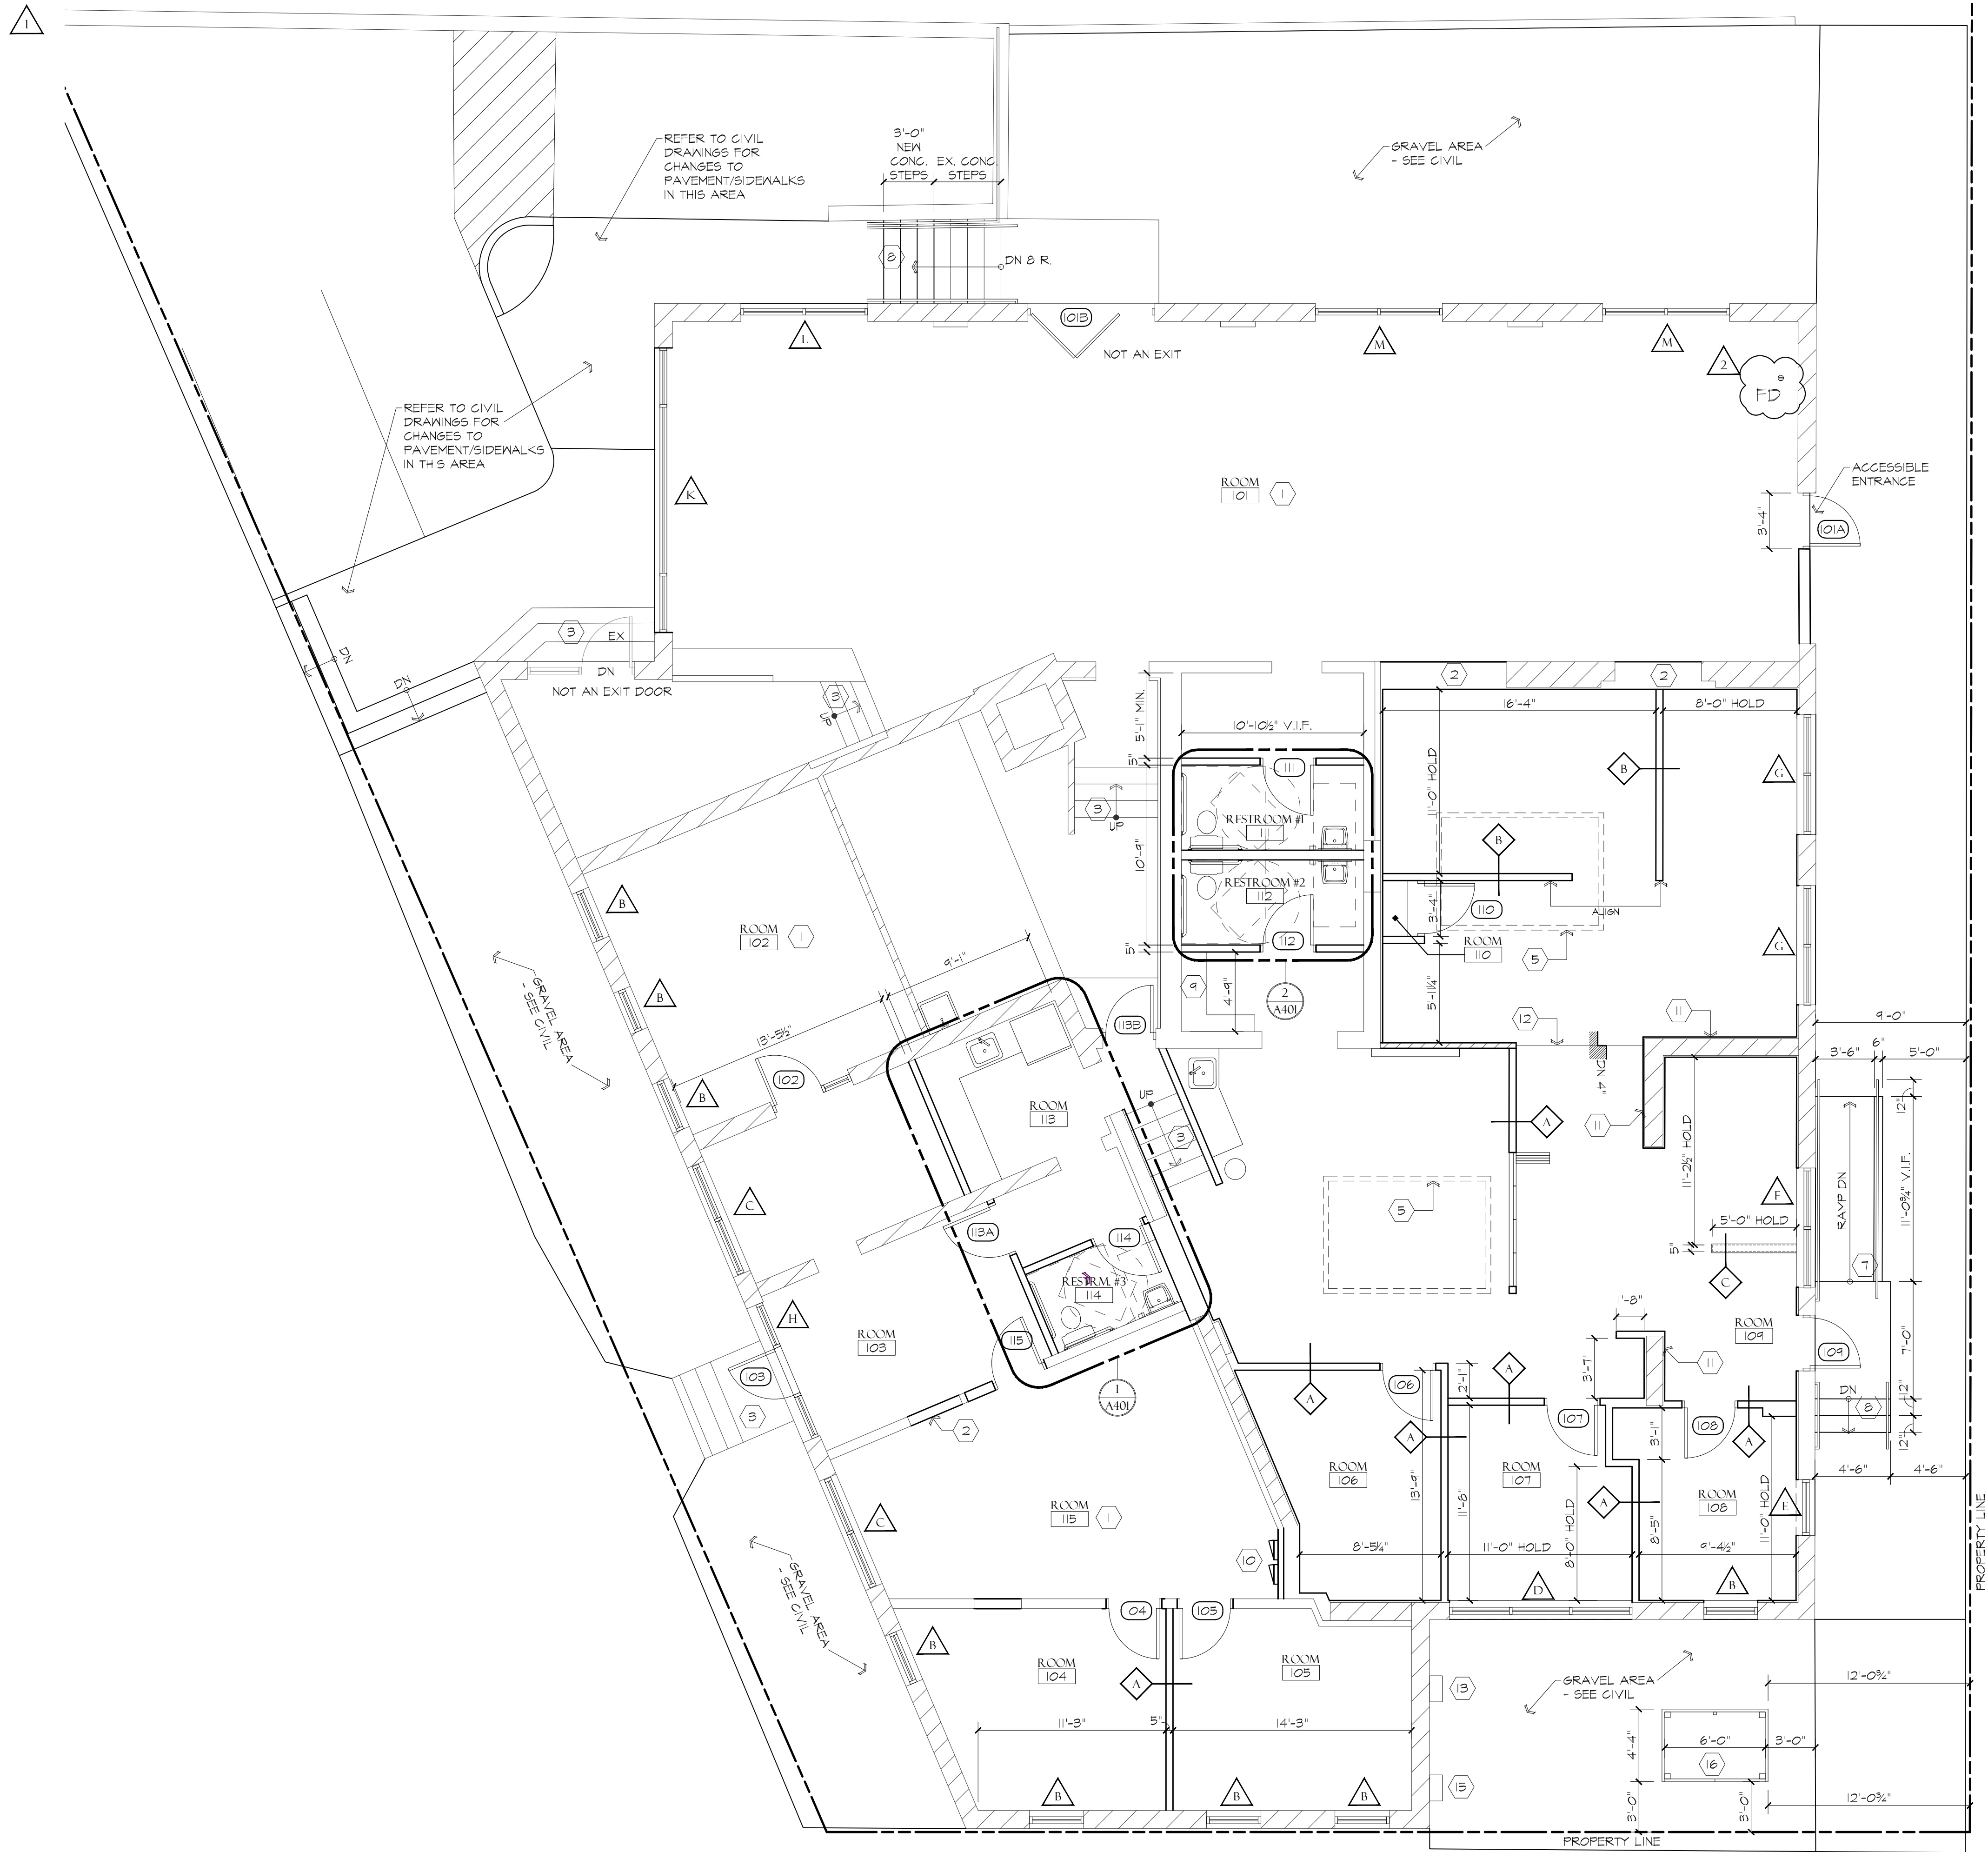 1
REFER TO CIVIL
DRAWINGS FOR
CHANGES TO
PAVEMENT/SIDEWALKS
IN THIS AREA
3'-0"
NEW
CONC. EX. CONC.
STEPS STEPS
GRAVEL AREA
- SEE CIVIL
8
DN 8 R.
101B
NOT AN EXIT
L
M
M
2
FD
REFER TO CIVIL
DRAWINGS FOR
CHANGES TO
PAVEMENT/SIDEWALKS
IN THIS AREA
K
ROOM
101
1
ACCESSIBLE
ENTRANCE
3'-4"
101A
3
EX
DN
NOT AN EXIT DOOR
DN
DN
3
UP
5'-1" MIN.
10'-10½" V.I.F.
2
2
16'-4"
8'-0" HOLD
5"
111
11'-0" HOLD
B
G
3
UP
RESTROOM #1
111
10'-9"
RESTROOM #2
112
B
110
3'-4"
ALIGN
B
ROOM
102
1
9'-1"
5"
112
ROOM
110
5
G
GRAVEL AREA
- SEE CIVIL
B
9
4'-9"
2
A401
5'-11¼"
12
11
9'-0"
13'-5½"
113B
3'-6"
6"
5'-0"
102
B
DN 4"
ROOM
113
UP
3
A
11
12"
11'-2½" HOLD
C
5
F
RAMP DN
11'-0¾" V.I.F.
113A
114
5'-0" HOLD
5"
7
C
RESTRM. #3
114
H
1'-8"
ROOM
109
ROOM
103
115
109
7'-0"
103
3
1
A401
106
A
A
2'-1"
3'-7"
11
DN
8
12"
12"
2
107
108
A
A
3'-1"
ROOM
106
ROOM
107
ROOM
108
4'-6"
4'-6"
13'-9"
11'-8"
8'-0" HOLD
A
8'-5"
11'-0" HOLD
E
C
ROOM
115
1
10
8'-5¼"
11'-0" HOLD
9'-4½"
D
B
PROPERTY LINE
GRAVEL AREA
- SEE CIVIL
104
105
B
ROOM
104
ROOM
105
A
13
GRAVEL AREA
- SEE CIVIL
12'-0¾"
11'-3"
5"
14'-3"
4'-4"
6'-0"
3'-0"
16
B
B
B
15
3'-0"
3'-0"
12'-0¾"
PROPERTY LINE